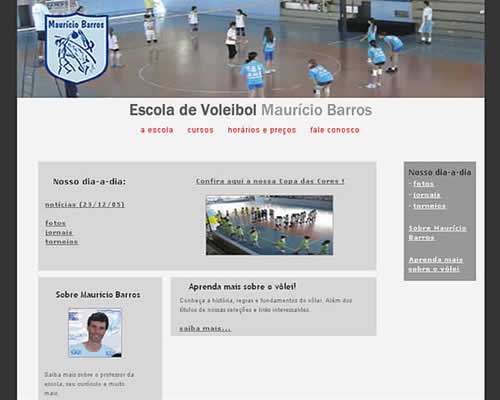 Maurício Barros
Escola de Voleibol Maurício Barros
a escola cursos horários e preços fale conosco
Nosso dia-a-dia:
notícias (23/12/05)
fotos
jornais
torneios
Confira aqui a nossa Copa das Cores !
Nosso dia-a-dia
- fotos
- jornais
- torneios
Sobre Maurício
Barros
Aprenda mais
sobre o vôlei
Sobre Maurício Barros
Saiba mais sobre o professor da
escola, seu currículo e muito
mais.
Aprenda mais sobre o vôlei!
Conheça a história, regras e fundamentos do vôlei. Além dos
títulos de nossas seleções e links interessantes.
saiba mais...